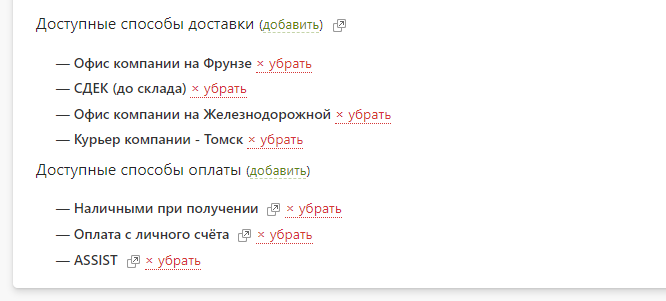 Доступные способы доставки (добавить)
— Офис компании на Фрунзе × убрать
— СДЕК (до склада) × убрать
— Офис компании на Железнодорожной × убрать
— Курьер компании - Томск × убрать
Доступные способы оплаты (добавить)
— Наличными при получении × убрать
— Оплата с личного счёта × убрать
— ASSIST × убрать